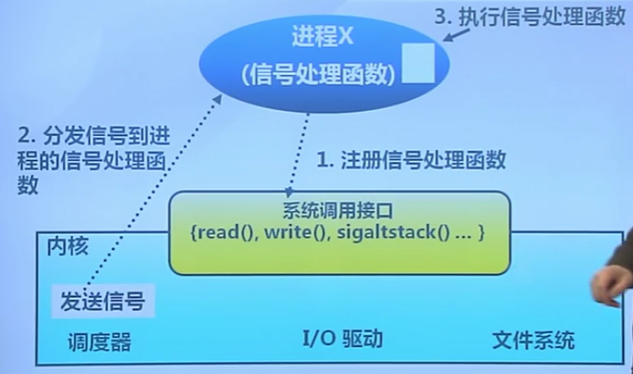 进程X
(信号处理函数)
3. 执行信号处理函数
2. 分发信号到进
程的信号处理函
数
1. 注册信号处理函数
系统调用接口
{read(), write(), sigaltstack() ... }
内核
发送信号
调度器
I/O 驱动
文件系统